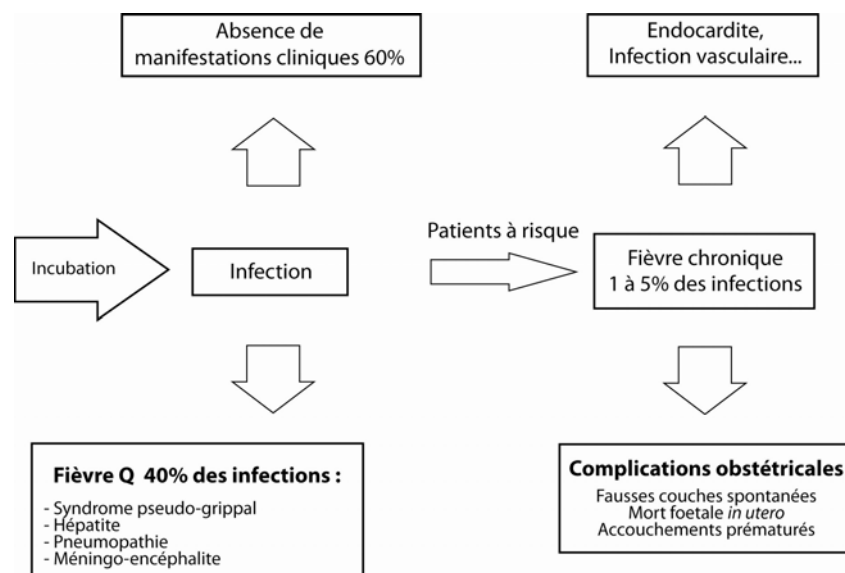 Absence de
manifestations cliniques 60%
Endocardite,
Infection vasculaire...
Incubation
Infection
Patients à risque
Fièvre chronique
1 à 5% des infections
Fièvre Q 40% des infections :
- Syndrome pseudo-grippal
- Hépatite
- Pneumopathie
- Méningo-encéphalite
Complications obstétricales
Fausses couches spontanées
Mort foetale in utero
Accouchements prématurés